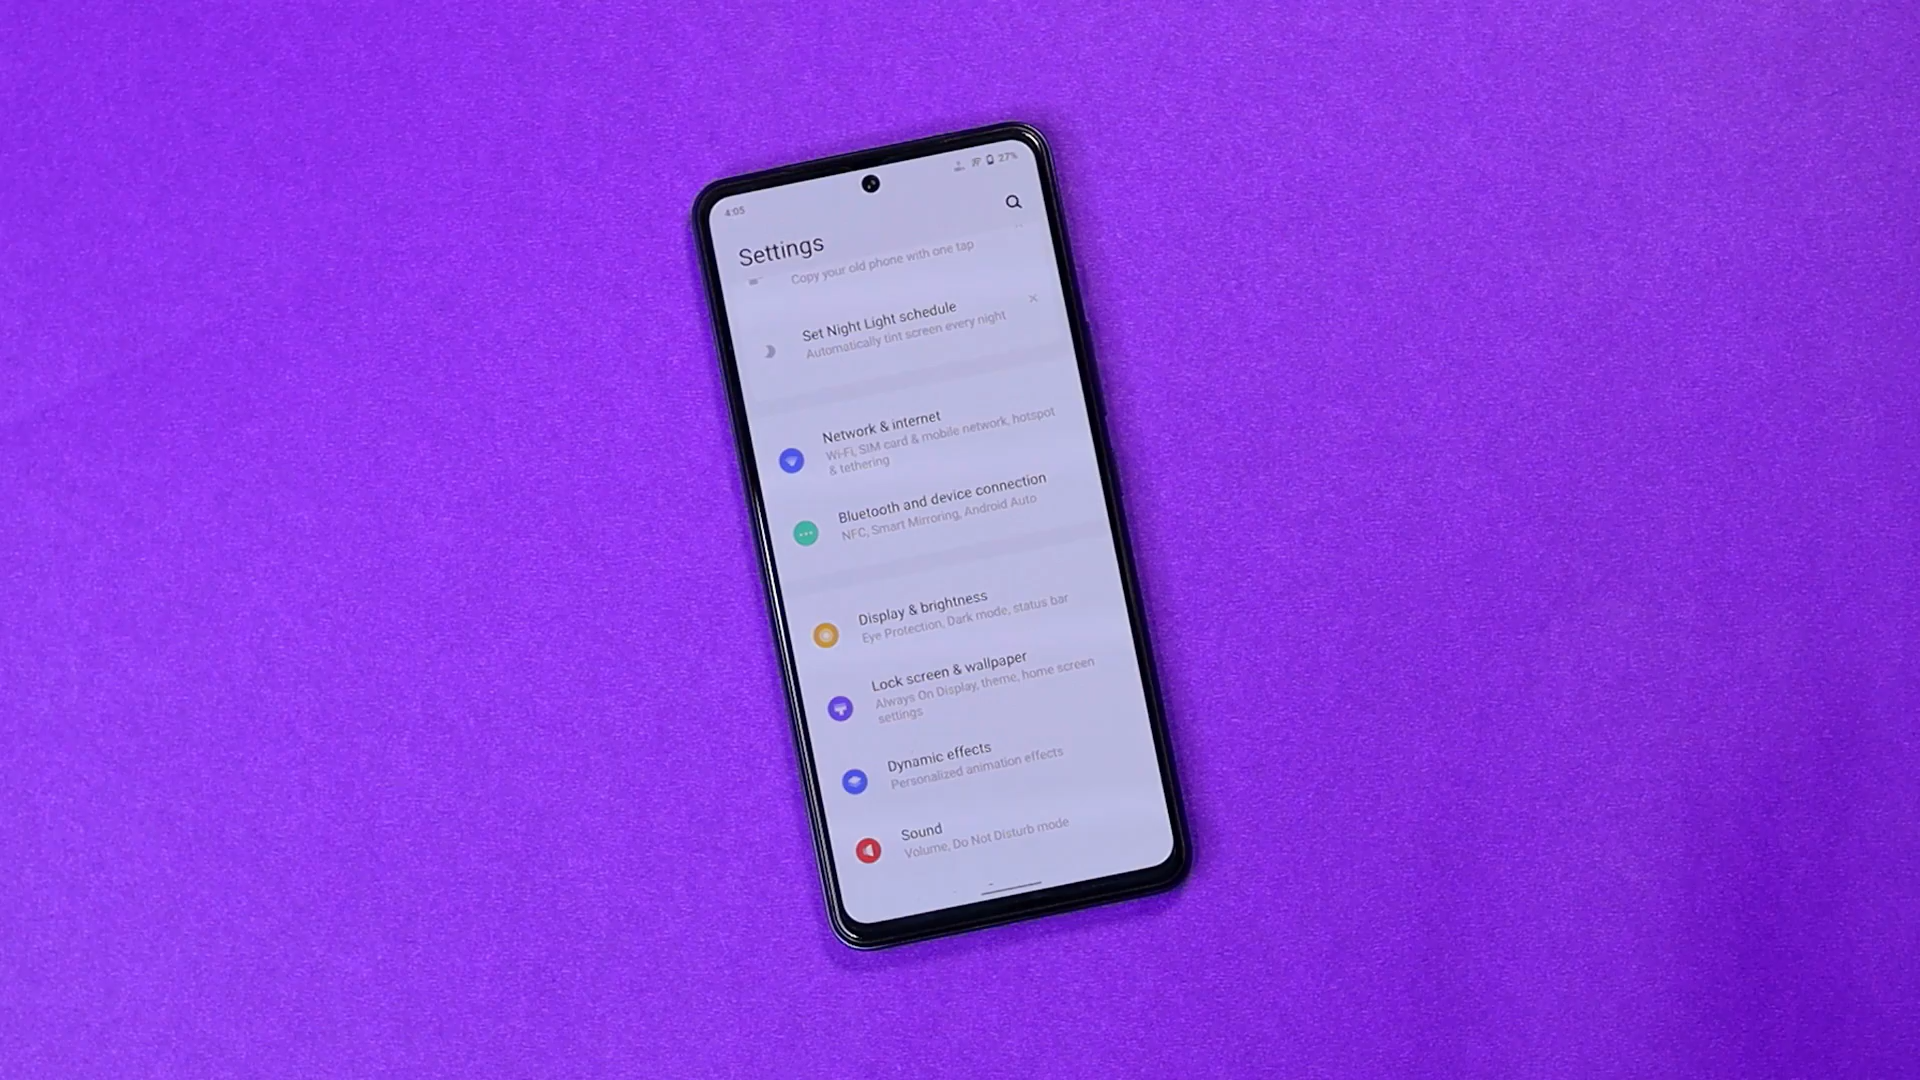 4:05
27%
Settings
Copy your old phone with one tap
Set Night Light schedule
Automatically tint screen every night
Network & internet
Wi-Fi, SIM card & mobile network, hotspot
& tethering
Bluetooth and device connection
NFC, Smart Mirroring, Android Auto
Display & brightness
Eye Protection, Dark mode, status bar
Lock screen & wallpaper
Always On Display, theme, home screen
settings
Dynamic effects
Personalized animation effects
Sound
Volume, Do Not Disturb mode